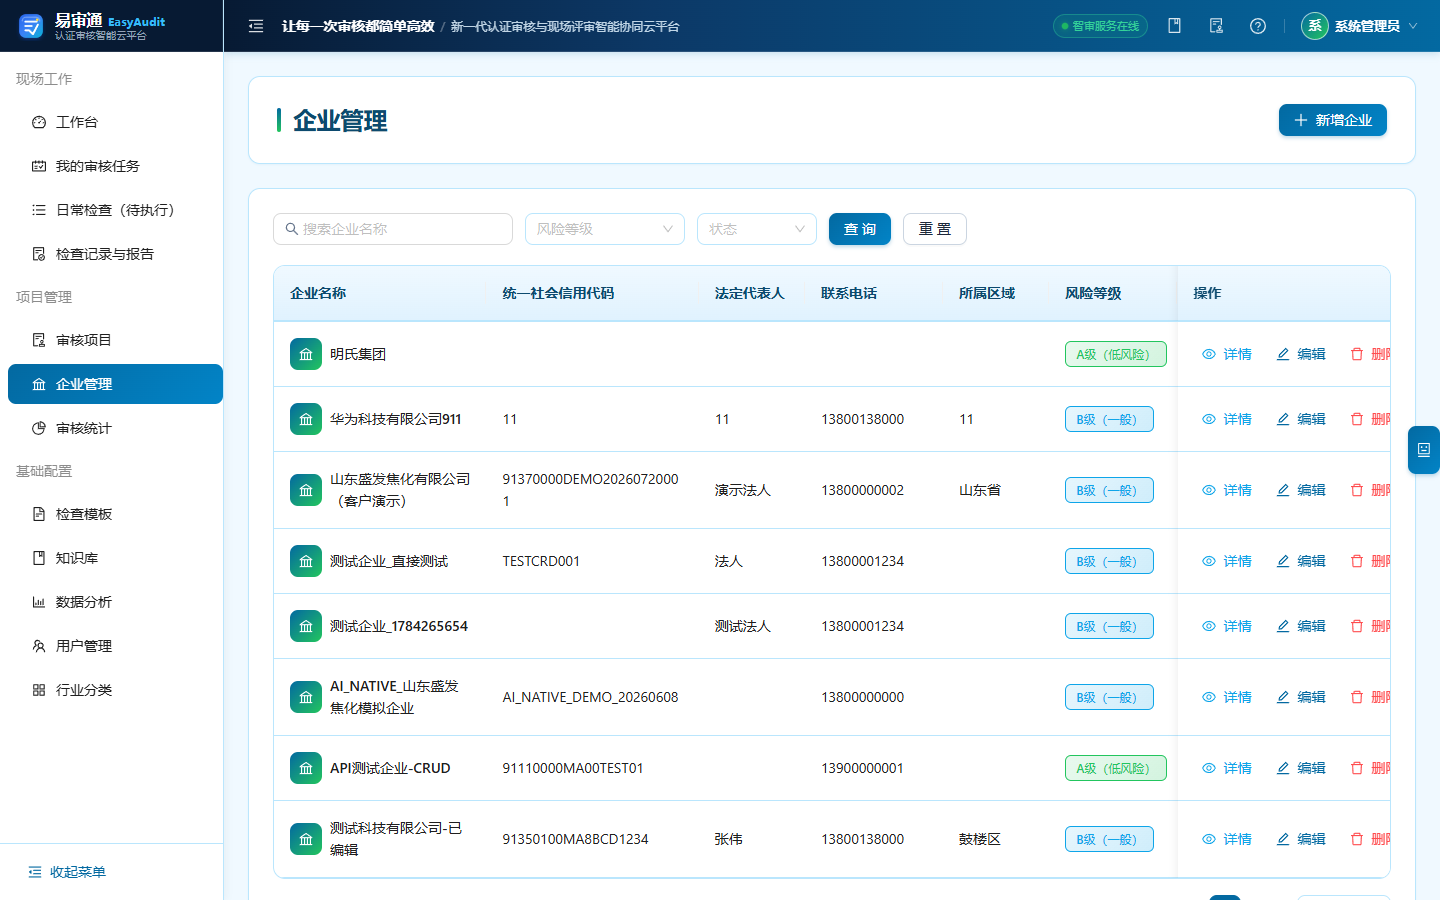 易审通 EasyAudit
认证审核智能云平台
让每一次审核都简单高效 / 新一代认证审核与现场评审智能协同云平台
智审服务在线
系 系统管理员
现场工作
工作台
我的审核任务
日常检查（待执行）
检查记录与报告
项目管理
审核项目
企业管理
审核统计
基础配置
检查模板
知识库
数据分析
用户管理
行业分类
收起菜单
企业管理
新增企业
搜索企业名称 风险等级 状态 查 询 重 置
企业名称 统一社会信用代码 法定代表人 联系电话 所属区域 风险等级 操作
明氏集团 A级（低风险） 详情 编辑 删除
华为科技有限公司911 11 11 13800138000 11 B级（一般） 详情 编辑 删除
山东盛发焦化有限公司
（客户演示）
91370000DEMO2026072000
1
演示法人 13800000002 山东省 B级（一般） 详情 编辑 删除
测试企业_直接测试 TESTCRD001 法人 13800001234 B级（一般） 详情 编辑 删除
测试企业_1784265654 测试法人 13800001234 B级（一般） 详情 编辑 删除
AI_NATIVE_山东盛发
焦化模拟企业
AI_NATIVE_DEMO_20260608 13800000000 B级（一般） 详情 编辑 删除
API测试企业-CRUD 91110000MA00TEST01 13900000001 A级（低风险） 详情 编辑 删除
测试科技有限公司-已
编辑
91350100MA8BCD1234 张伟 13800138000 鼓楼区 B级（一般） 详情 编辑 删除